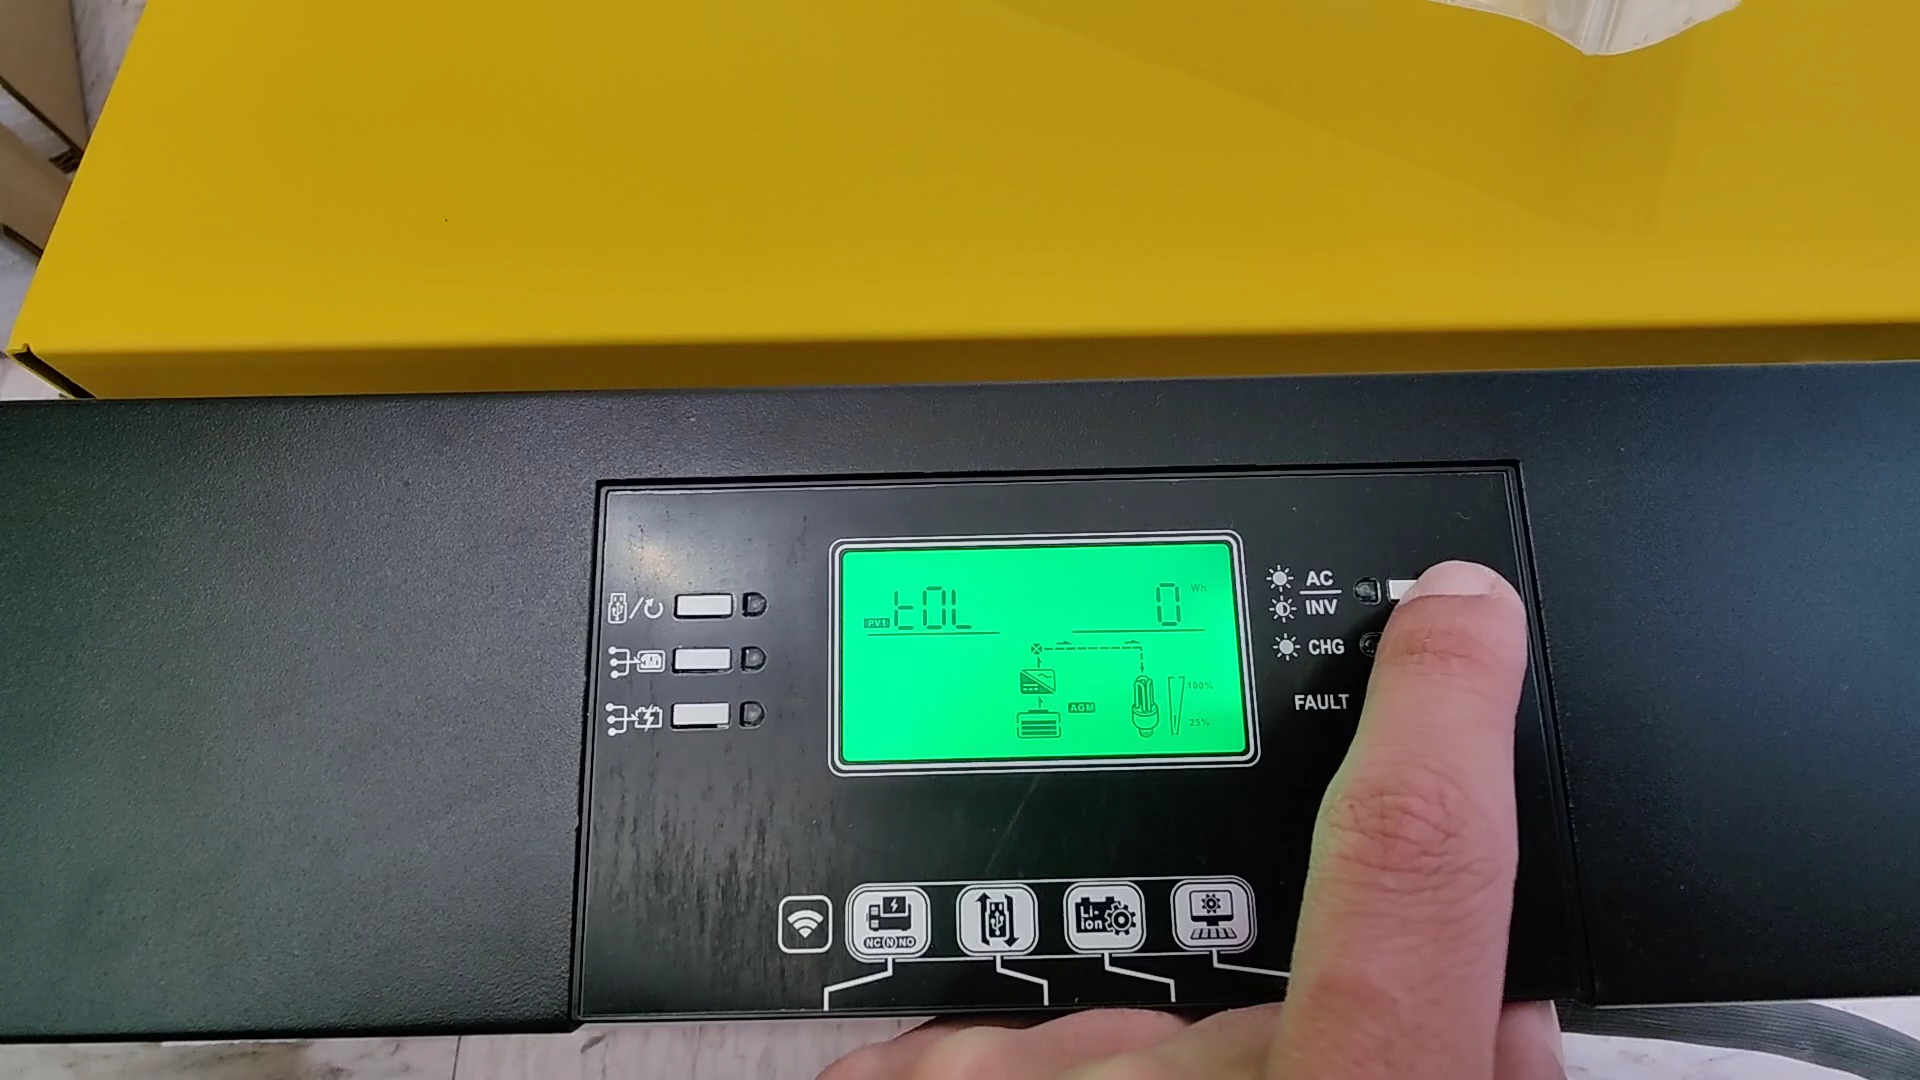 PV1 tOL 0 Wh
100%
AGM
25%
AC
INV
CHG
FAULT
NC N NO
Li-
ion